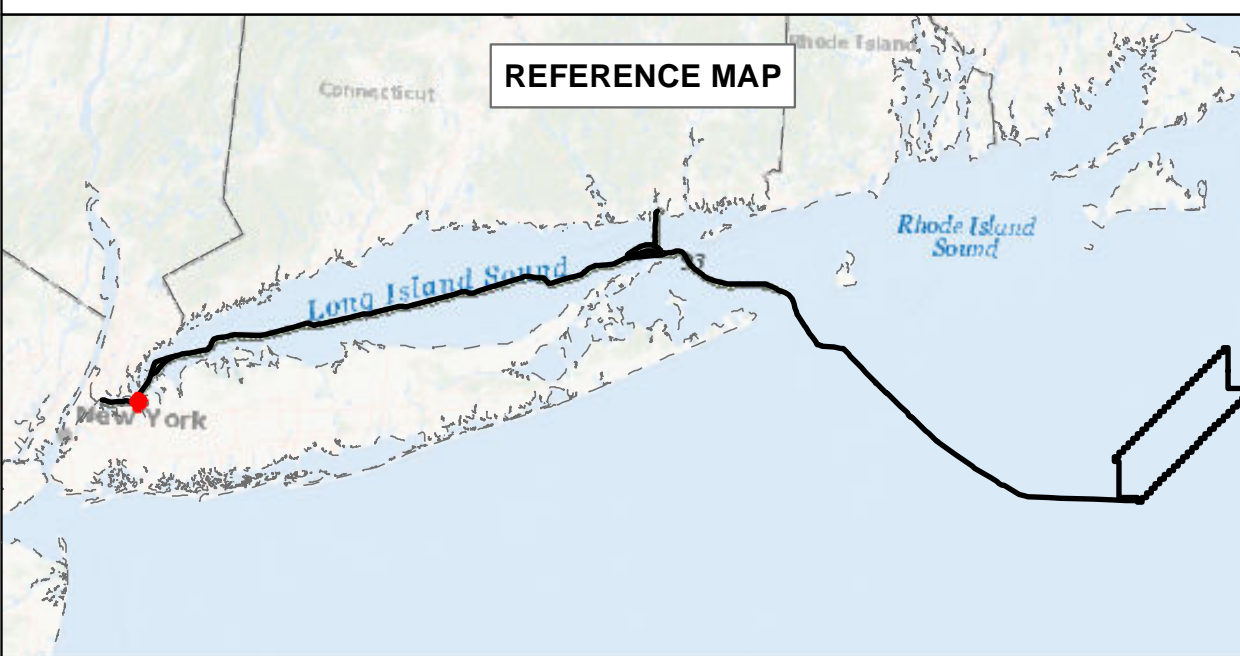 REFERENCE MAP
Rhode Island
Connecticut
Rhode Island
Sound
Long Island Sound
New York